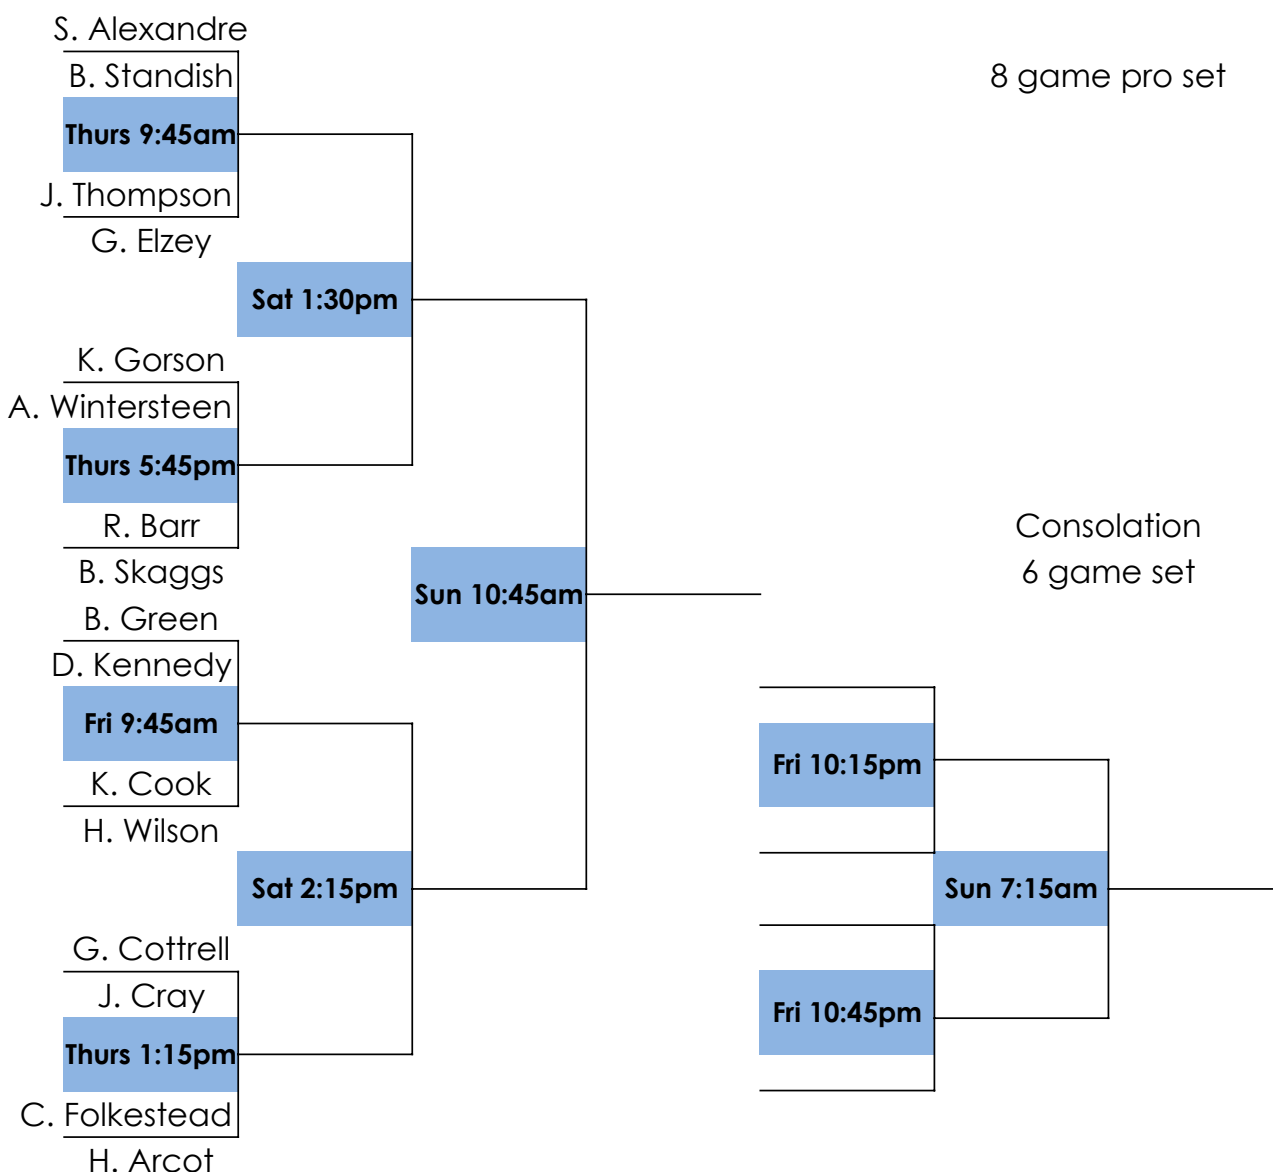 S. Alexandre
B. Standish
8 game pro set
Thurs 9:45am
J. Thompson
G. Elzey
Sat 1:30pm
K. Gorson
A. Wintersteen
Thurs 5:45pm
R. Barr
B. Skaggs
Consolation
6 game set
Sun 10:45am
B. Green
D. Kennedy
Fri 9:45am
K. Cook
H. Wilson
Fri 10:15pm
Sat 2:15pm
Sun 7:15am
G. Cottrell
J. Cray
Fri 10:45pm
Thurs 1:15pm
C. Folkestead
H. Arcot